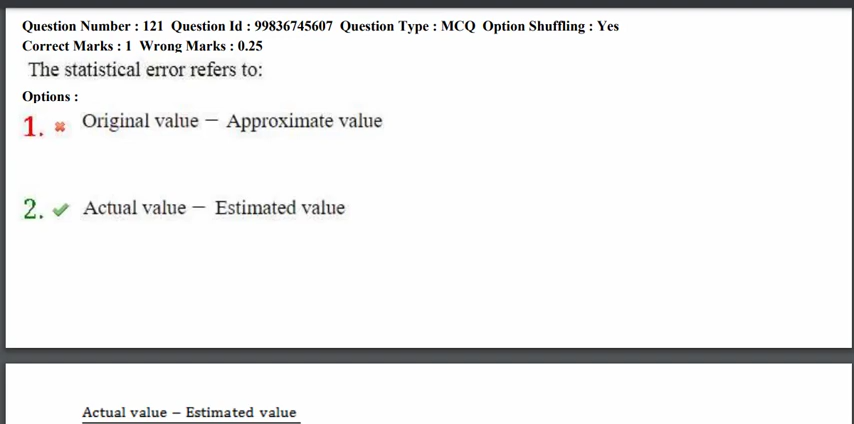 Question Number : 121 Question Id : 99836745607 Question Type : MCQ Option Shuffling : Yes
Correct Marks : 1 Wrong Marks : 0.25
The statistical error refers to:
Options :
1. Original value − Approximate value
2. Actual value − Estimated value
Actual value − Estimated value